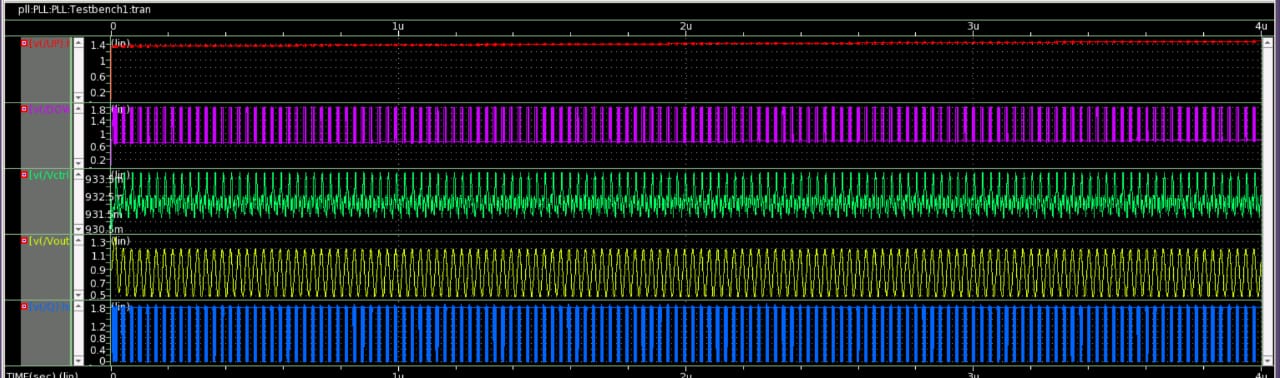 pll:PLL:PLL:Testbench1:tran
0 1u 2u 3u 4u
[v(/UP).
1.4 (lin)
1
0.6
0.2
1.8 (lin)
1.4
1
0.6
0.2
[v(/Vctrl
933.5m
932.5m
931.5m
930.5m
[v(/Vout
1.3 (lin)
1.1
0.9
0.7
0.5
1.8 (lin)
1.2
0.8
0.4
0
TIME(sec) (lin) 0 1u 2u 3u 4u